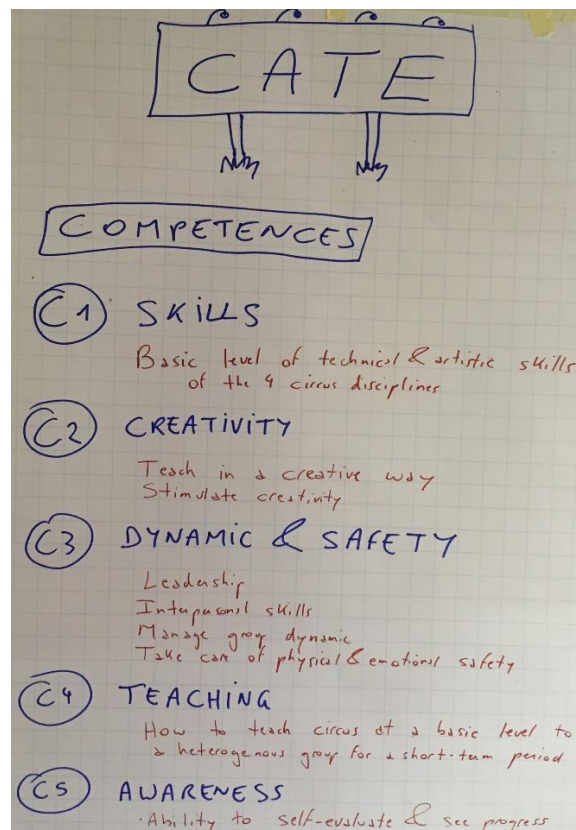 CATE
COMPETENCES
C1 SKiLLS
Basic level of technical & artistic skills
of the 4 circus disciplines
C2 CREATiViTY
Teach in a creative way
Stimulate creativity
C3 DYNAMIC & SAFETY
Leadership
Interpersonal skills
Manage group dynamic
Take care of physical & emotional safety
C4 TEACHING
How to teach circus at a basic level to
a heterogenous group for a short-term period
C5 AWARENESS
· Ability to self-evaluate & see progress